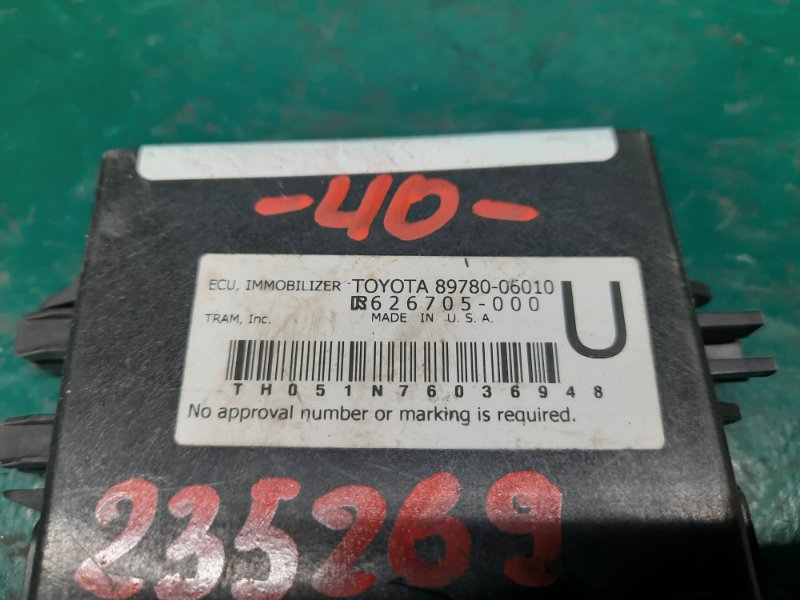 -40-
ECU, IMMOBILIZER TOYOTA 89780-06010
626705-000
TRAM, Inc. MADE IN U.S.A.
U
TH051N76036948
No approval number or marking is required.
235269